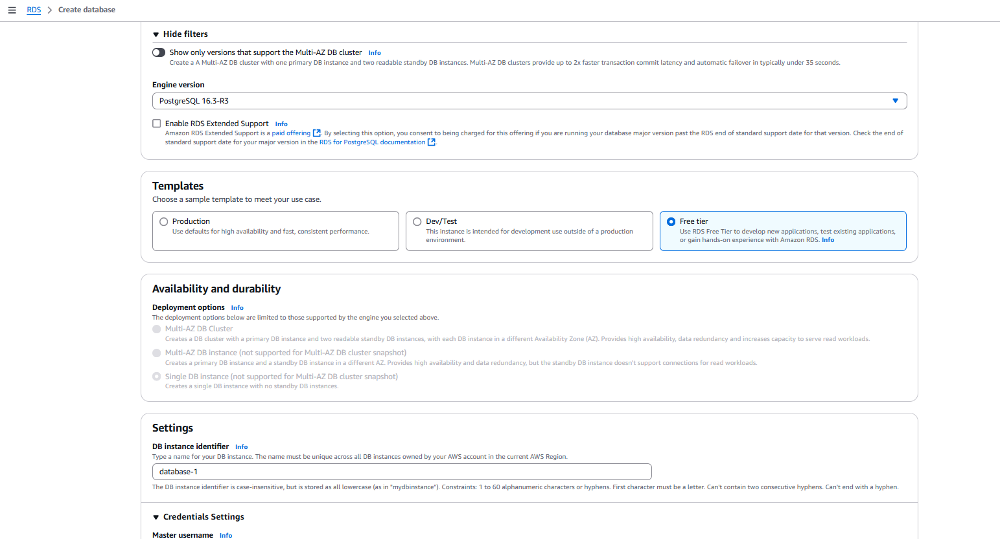 RDS > Create database
Hide filters
Show only versions that support the Multi-AZ DB cluster Info
Create a A Multi-AZ DB cluster with one primary DB instance and two readable standby DB instances. Multi-AZ DB clusters provide up to 2x faster transaction commit latency and automatic failover in typically under 35 seconds.
Engine version
PostgreSQL 16.3-R3
Enable RDS Extended Support Info
Amazon RDS Extended Support is a paid offering. By selecting this option, you consent to being charged for this offering if you are running your database major version past the RDS end of standard support date for that version. Check the end of
standard support date for your major version in the RDS for PostgreSQL documentation.
Templates
Choose a sample template to meet your use case.
Production
Use defaults for high availability and fast, consistent performance.
Dev/Test
This instance is intended for development use outside of a production
environment.
Free tier
Use RDS Free Tier to develop new applications, test existing applications,
or gain hands-on experience with Amazon RDS. Info
Availability and durability
Deployment options Info
The deployment options below are limited to those supported by the engine you selected above.
Multi-AZ DB Cluster
Creates a DB cluster with a primary DB instance and two readable standby DB instances, with each DB instance in a different Availability Zone (AZ). Provides high availability, data redundancy and increases capacity to serve read workloads.
Multi-AZ DB instance (not supported for Multi-AZ DB cluster snapshot)
Creates a primary DB instance and a standby DB instance in a different AZ. Provides high availability and data redundancy, but the standby DB instance doesn't support connections for read workloads.
Single DB instance (not supported for Multi-AZ DB cluster snapshot)
Creates a single DB instance with no standby DB instances.
Settings
DB instance identifier Info
Type a name for your DB instance. The name must be unique across all DB instances owned by your AWS account in the current AWS Region.
database-1
The DB instance identifier is case-insensitive, but is stored as all lowercase (as in "mydbinstance"). Constraints: 1 to 60 alphanumeric characters or hyphens. First character must be a letter. Can't contain two consecutive hyphens. Can't end with a hyphen.
Credentials Settings
Master username Info